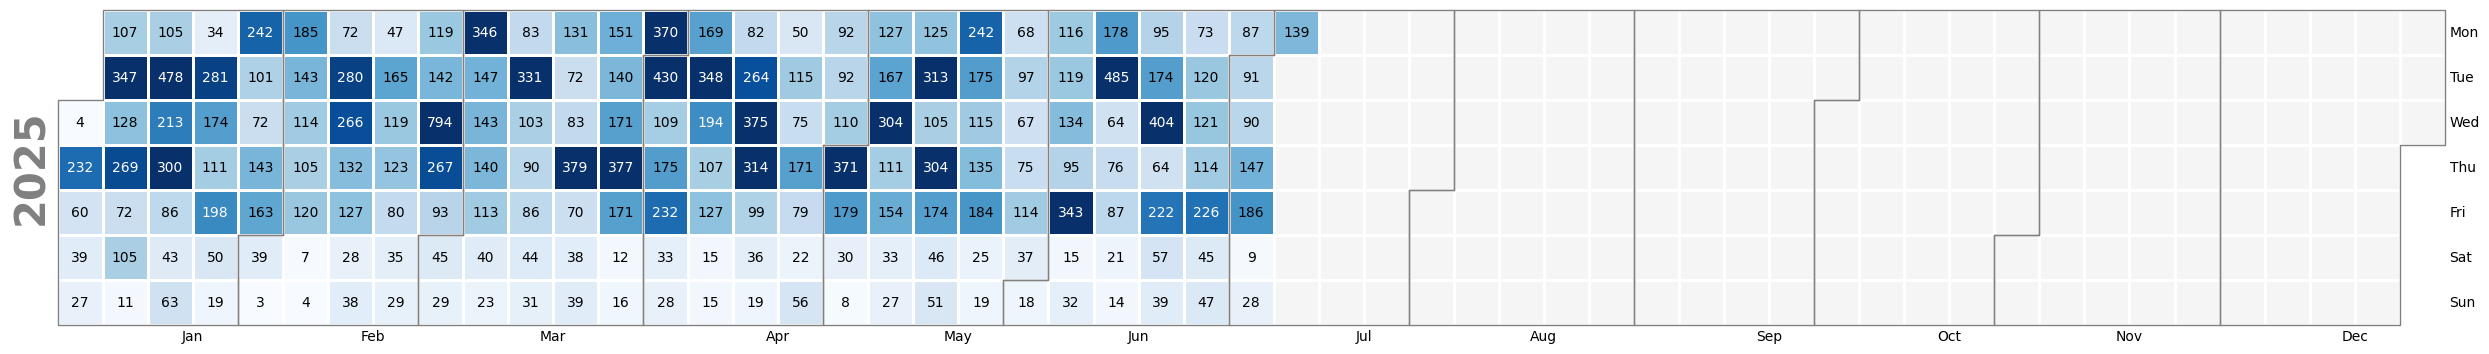 107 105 34 242 185 72 47 119 346 83 131 151 370 169 82 50 92 127 125 242 68 116 178 95 73 87 139 Mon
347 478 281 101 143 280 165 142 147 331 72 140 430 348 264 115 92 167 313 175 97 119 485 174 120 91 Tue
4 128 213 174 72 114 266 119 794 143 103 83 171 109 194 375 75 110 304 105 115 67 134 64 404 121 90 Wed
232 269 300 111 143 105 132 123 267 140 90 379 377 175 107 314 171 371 111 304 135 75 95 76 64 114 147 Thu
60 72 86 198 163 120 127 80 93 113 86 70 171 232 127 99 79 179 154 174 184 114 343 87 222 226 186 Fri
39 105 43 50 39 7 28 35 45 40 44 38 12 33 15 36 22 30 33 46 25 37 15 21 57 45 9 Sat
27 11 63 19 3 4 38 29 29 23 31 39 16 28 15 19 56 8 27 51 19 18 32 14 39 47 28 Sun
2025
Jan Feb Mar Apr May Jun Jul Aug Sep Oct Nov Dec